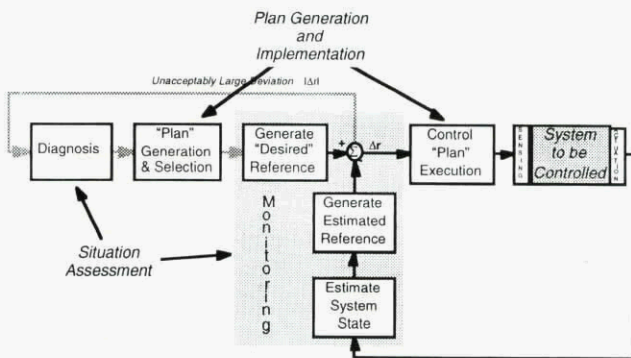 Plan Generation
and
Implementation
Unacceptably Large Deviation |Δr|
Diagnosis
"Plan"
Generation
& Selection
Generate
"Desired"
Reference
+
Σ
Δr
Control
"Plan"
Execution
SENSING
System
to be
Controlled
Monitoring
Generate
Estimated
Reference
Situation
Assessment
Estimate
System
State